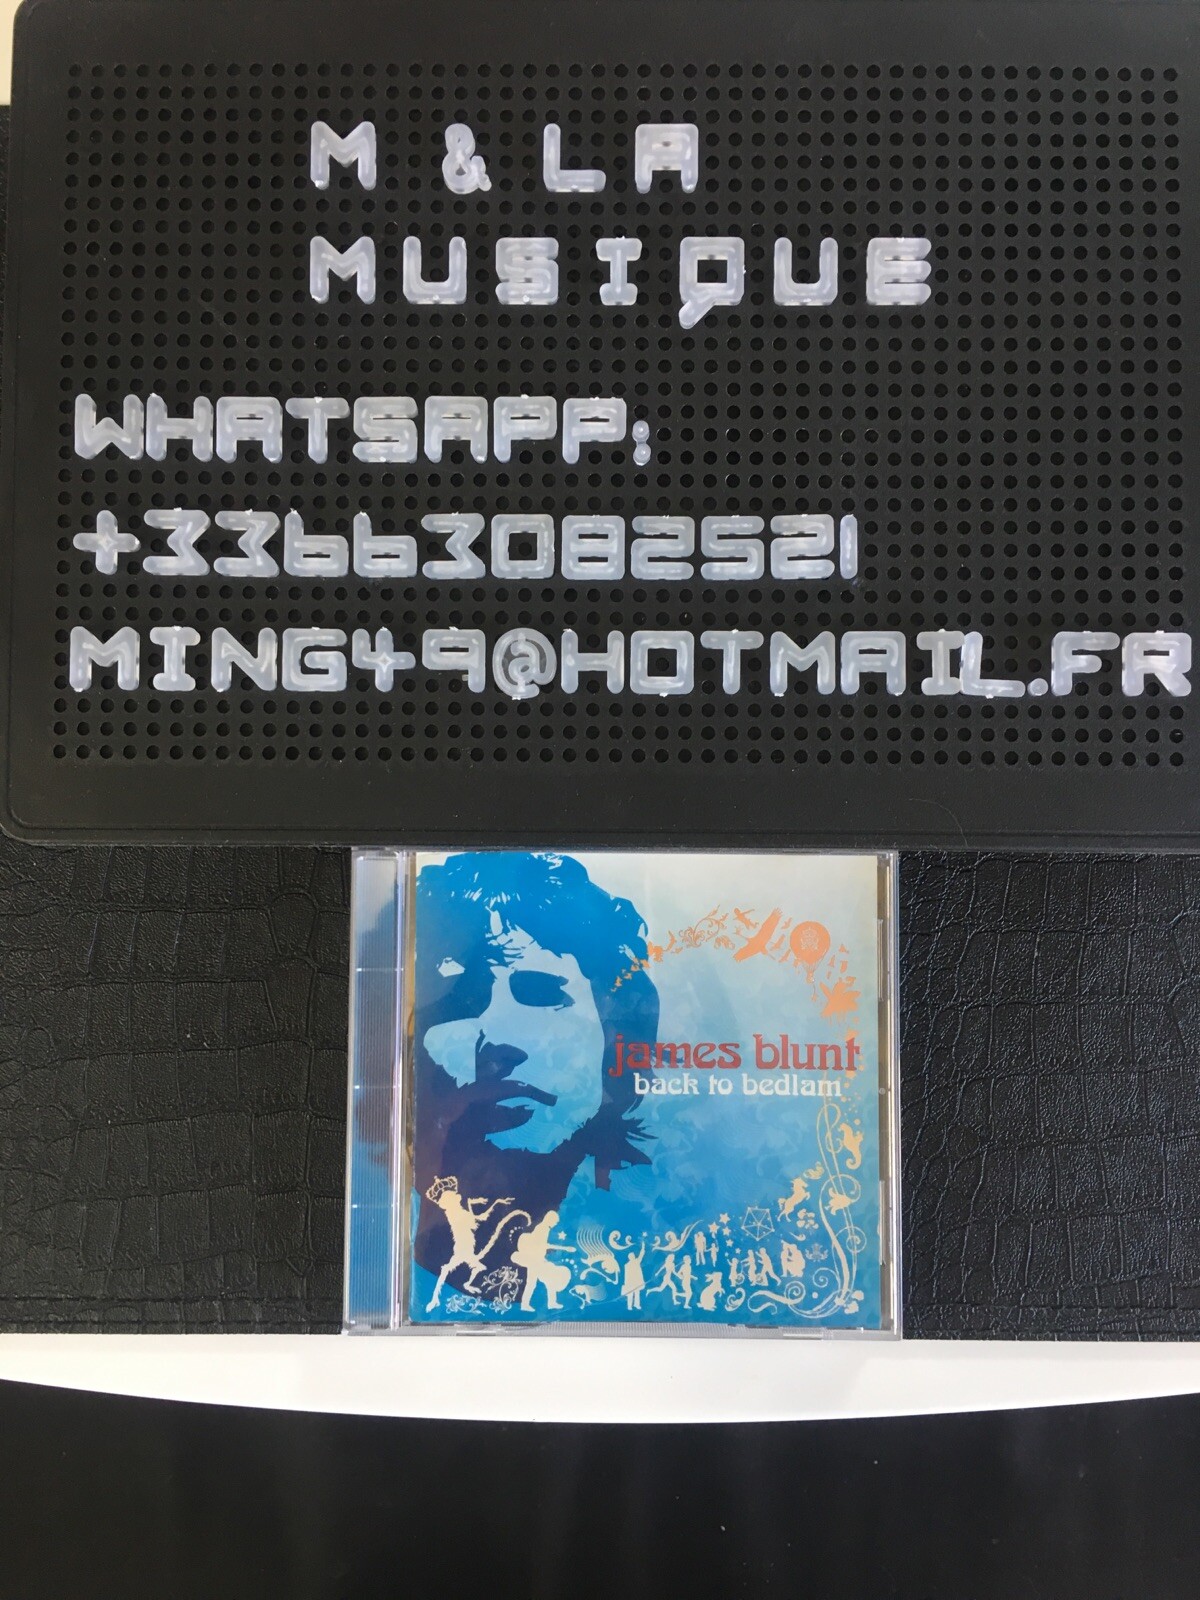 M & LA
MUSIQUE
WHATSAPP:
+33663082521
MING49@HOTMAIL.FR
james blunt
back to bedlam